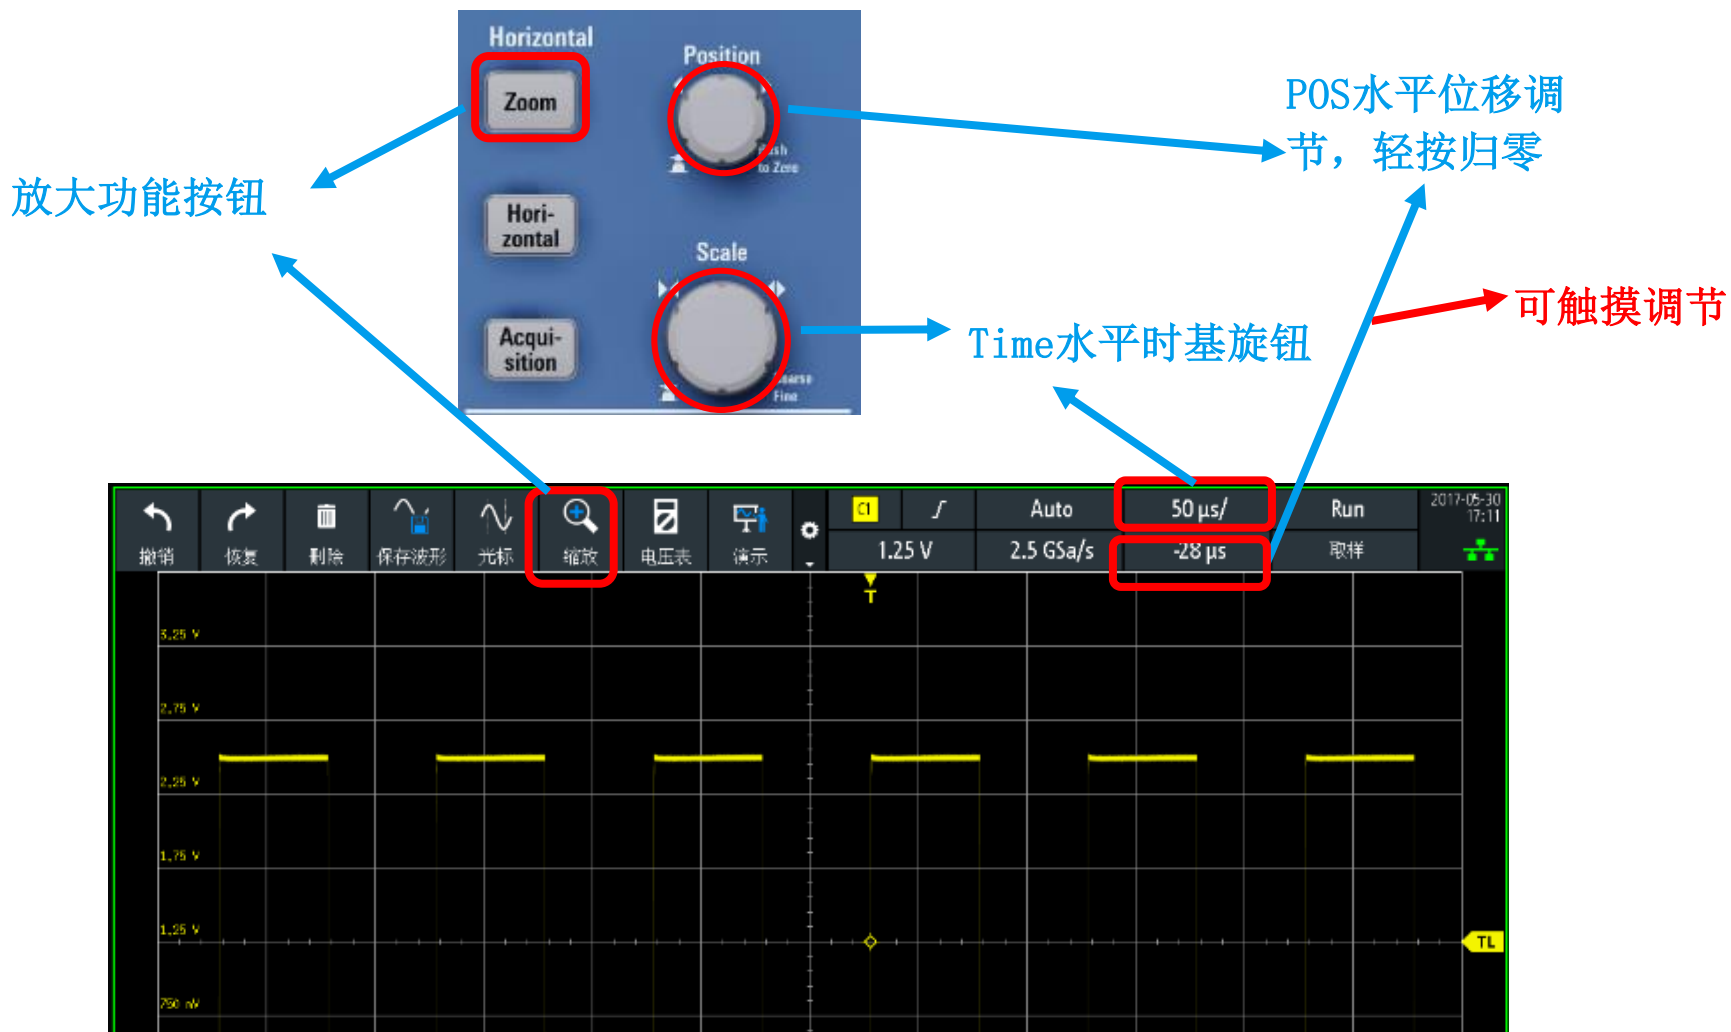 Horizontal
Position
Zoom
Push
to Zero
Hori-
zontal
Scale
Acqui-
sition
Coarse
Fine
POS水平位移调
节，轻按归零
放大功能按钮
可触摸调节
Time水平时基旋钮
撤销
恢复
删除
保存波形
光标
缩放
电压表
演示
C1
Auto
50 µs/
Run
2017-05-30
17:11
1.25 V
2.5 GSa/s
-28 µs
取样
T
3,25 V
2,75 V
2,25 V
1,75 V
1,25 V
TL
750 mV